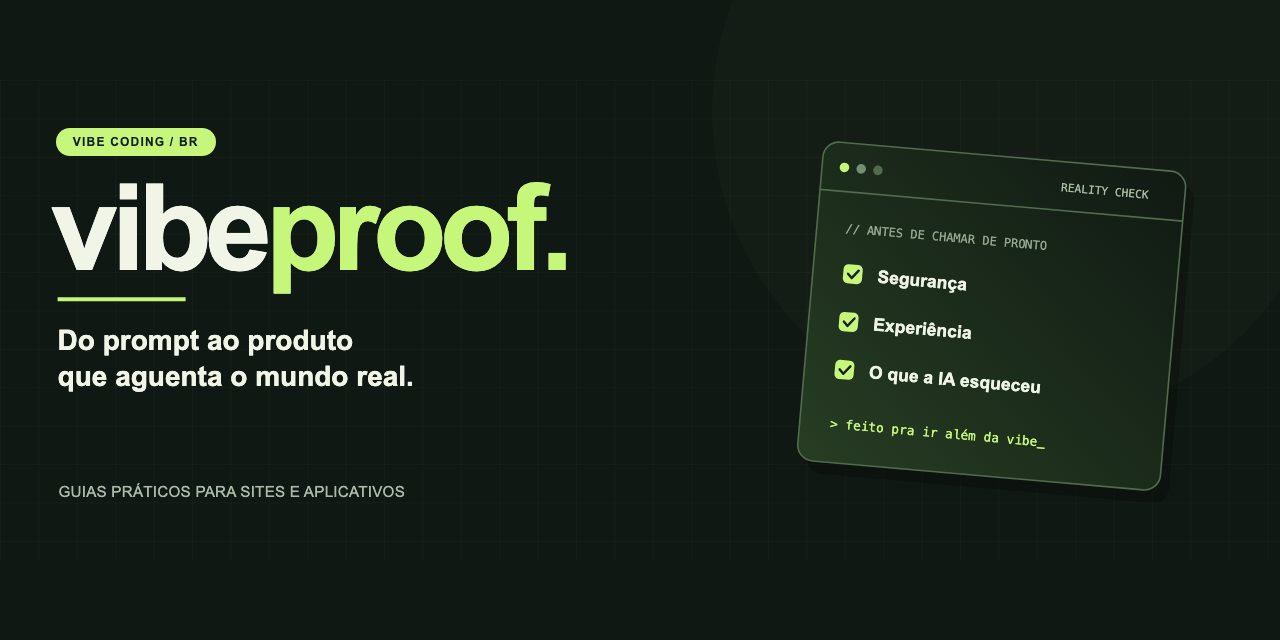 VIBE CODING / BR
vibeproof.
Do prompt ao produto
que aguenta o mundo real.
GUIAS PRÁTICOS PARA SITES E APLICATIVOS
REALITY CHECK
// ANTES DE CHAMAR DE PRONTO
Segurança
Experiência
O que a IA esqueceu
> feito pra ir além da vibe_